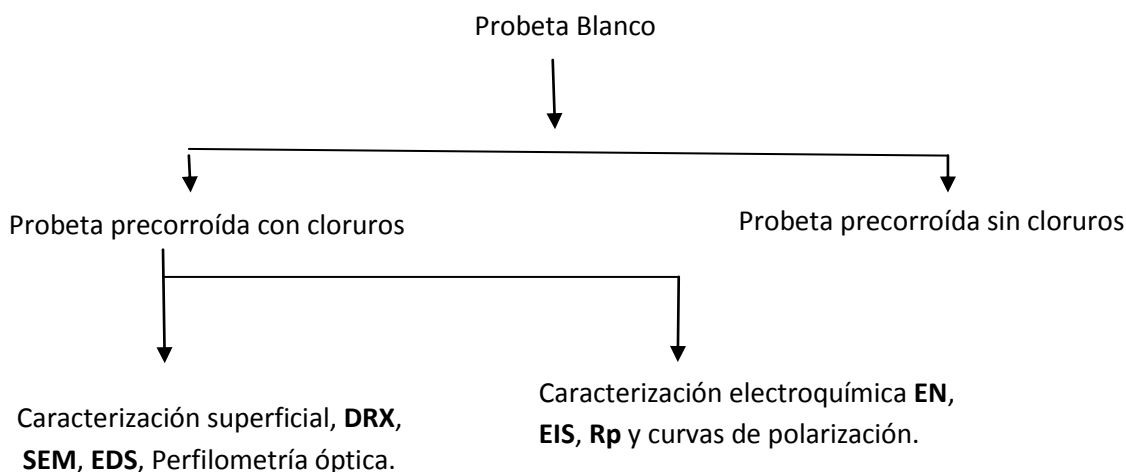 Probeta Blanco
Probeta precorroída con cloruros
Probeta precorroída sin cloruros
Caracterización superficial, DRX,
SEM, EDS, Perfilometría óptica.
Caracterización electroquímica EN,
EIS, Rp y curvas de polarización.